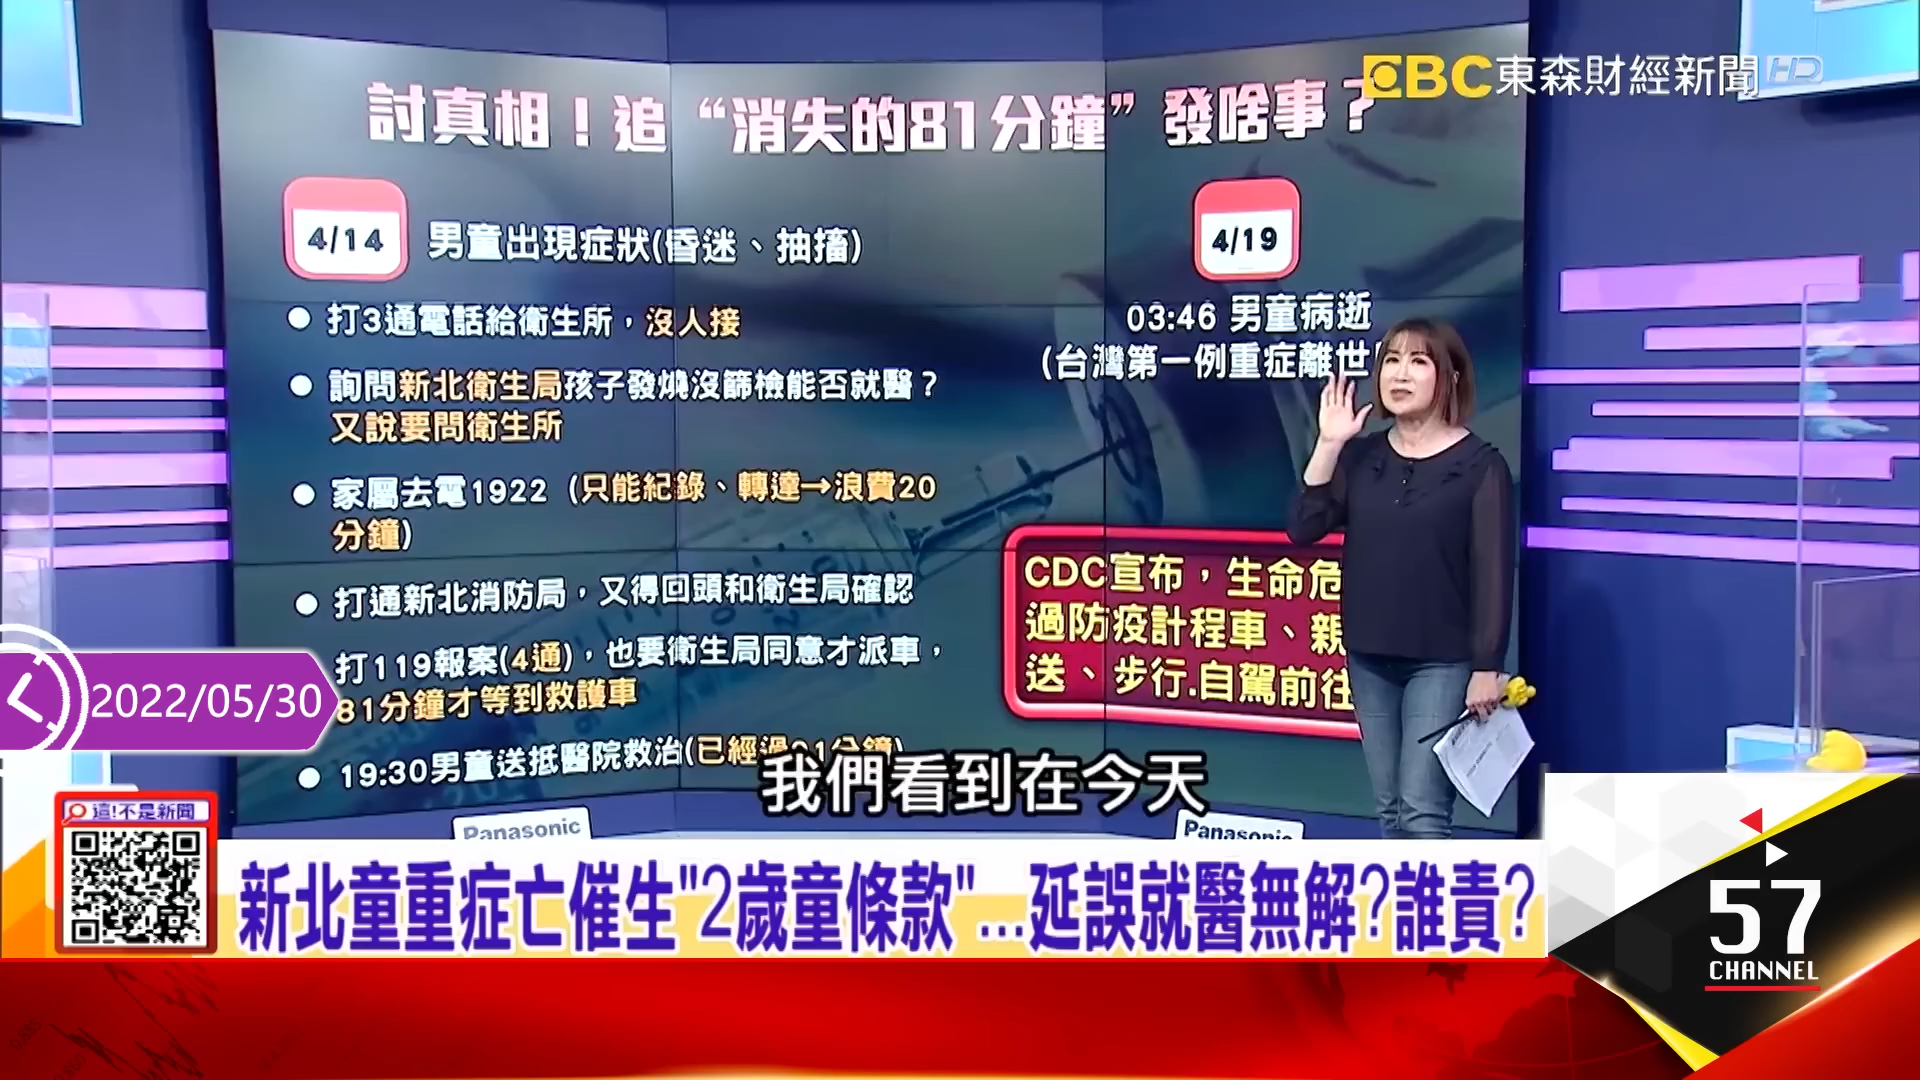 EBC東森財經新聞HD
討真相！追“消失的81分鐘”發啥事？
4/14
男童出現症狀(昏迷、抽搐)
打3通電話給衛生所，沒人接
詢問新北衛生局孩子發燒沒篩檢能否就醫？
又說要問衛生所
家屬去電1922（只能紀錄、轉達→浪費20
分鐘)
打通新北消防局，又得回頭和衛生局確認
打119報案(4通)，也要衛生局同意才派車，
81分鐘才等到救護車
19:30男童送抵醫院救治(已經過81分鐘)
4/19
03:46 男童病逝
(台灣第一例重症離世
CDC宣布，生命危
過防疫計程車、親
送、步行.自駕前往
2022/05/30
我們看到在今天
Panasonic
Panasonic
這!不是新聞
新北童重症亡催生"2歲童條款"...延誤就醫無解?誰責?
57
CHANNEL